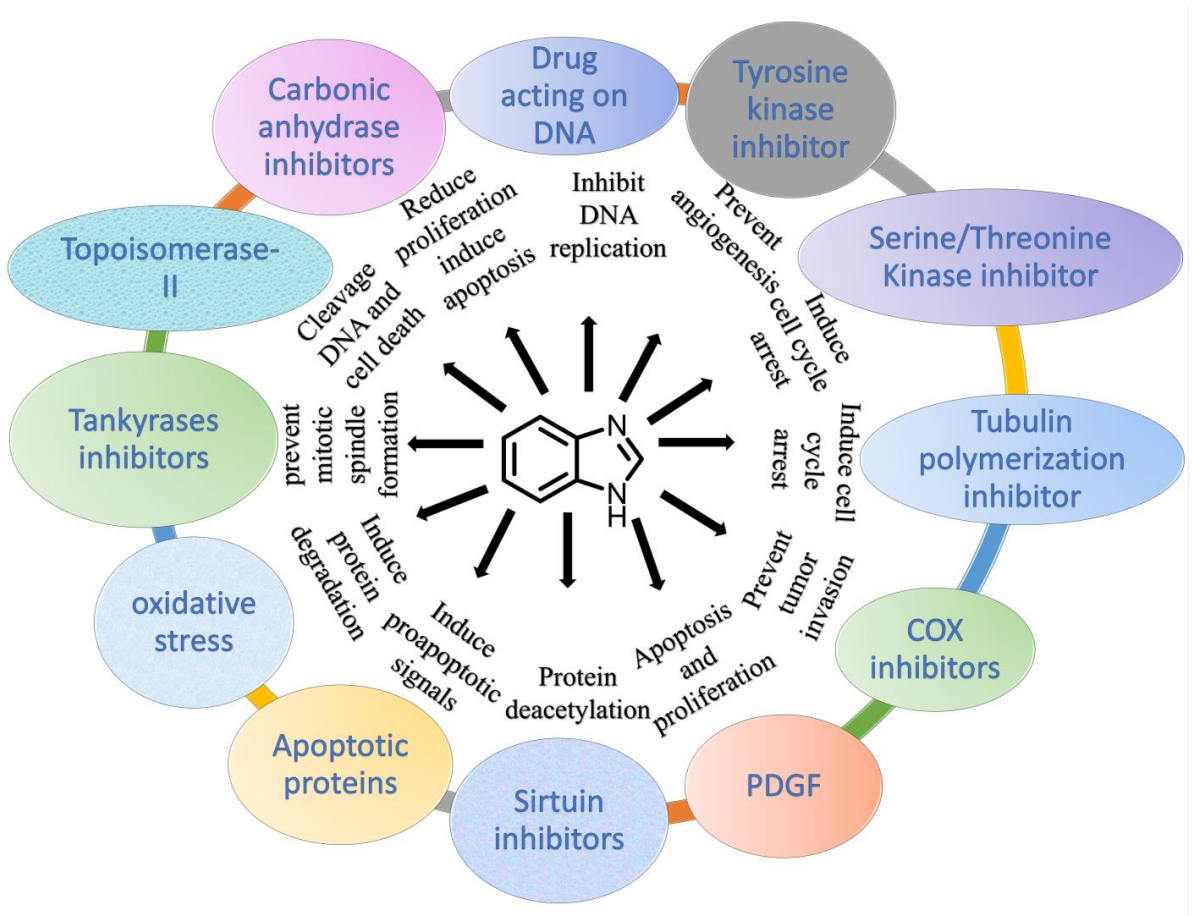 Drug
acting on
DNA
Tyrosine
kinase
inhibitor
Serine/Threonine
Kinase inhibitor
Tubulin
polymerization
inhibitor
COX
inhibitors
PDGF
Sirtuin
inhibitors
Apoptotic
proteins
oxidative
stress
Tankyrases
inhibitors
Topoisomerase-
II
Carbonic
anhydrase
inhibitors
Inhibit
DNA
replication
Prevent
angiogenesis
Induce
cell cycle
arrest
Induce cell
cycle
arrest
Prevent
tumor
invasion
Apoptosis
and
proliferation
Protein
deacetylation
Induce
proapoptotic
signals
Induce
protein
degradation
prevent
mitotic
spindle
formation
Cleavage
DNA and
cell death
Reduce
proliferation
induce
apoptosis
N
N
H